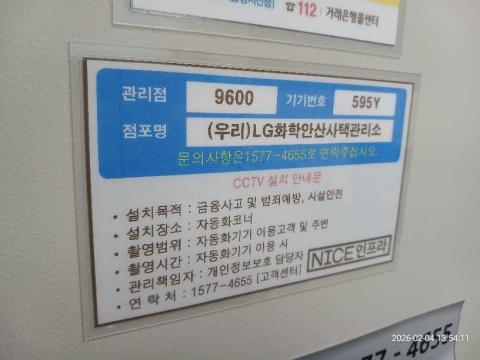 ☎112 거래은행콜센터
관리점 9600 기기번호 595Y
점포명 (우리)LG화학안산사택관리소
문의사항은1577-4655로 연락주십시오.
CCTV 설치 안내문
• 설치목적 : 금융사고 및 범죄예방, 시설안전
• 설치장소 : 자동화코너
• 촬영범위 : 자동화기기 이용고객 및 주변
• 촬영시간 : 자동화기기 이용 시
• 관리책임자 : 개인정보보호 담당자
• 연 락 처 : 1577-4655 [고객센터]
NICE인프라
2026-02-04 13:54:11
77-4655